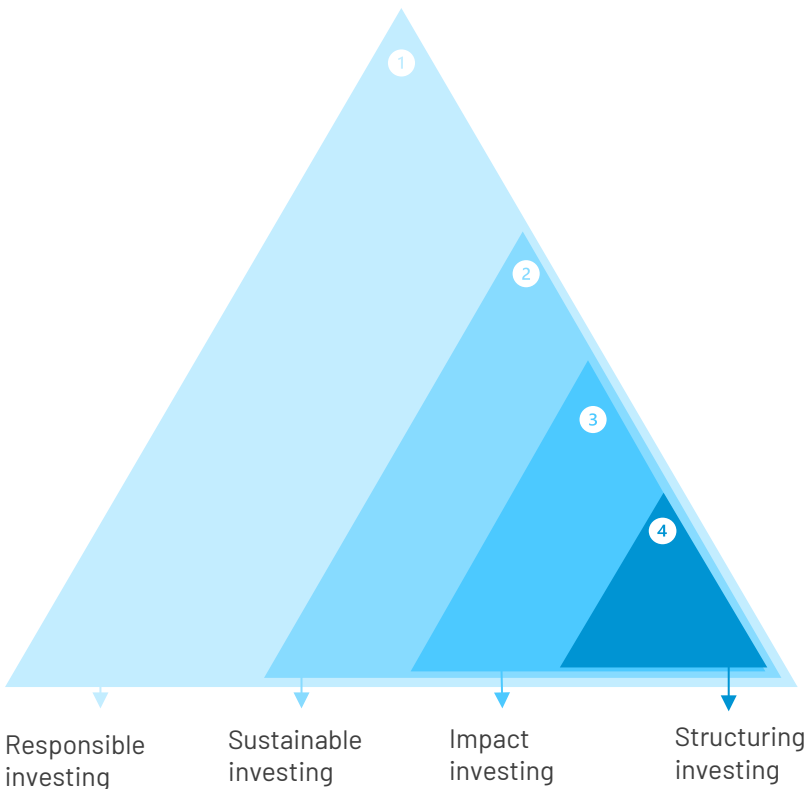 1
2
3
4
Responsible
investing
Sustainable
investing
Impact
investing
Structuring
investing